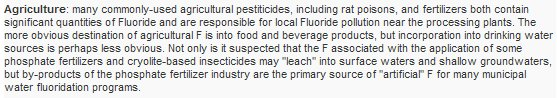 Agriculture: many commonly-used agricultural pestiticides, including rat poisons, and fertilizers both contain
significant quantities of Fluoride and are responsible for local Fluoride pollution near the processing plants. The
more obvious destination of agricultural F is into food and beverage products, but incorporation into drinking water
sources is perhaps less obvious. Not only is it suspected that the F associated with the application of some
phosphate fertilizers and cryolite-based insecticides may "leach" into surface waters and shallow groundwaters,
but by-products of the phosphate fertilizer industry are the primary source of "artificial" F for many municipal
water fluoridation programs.